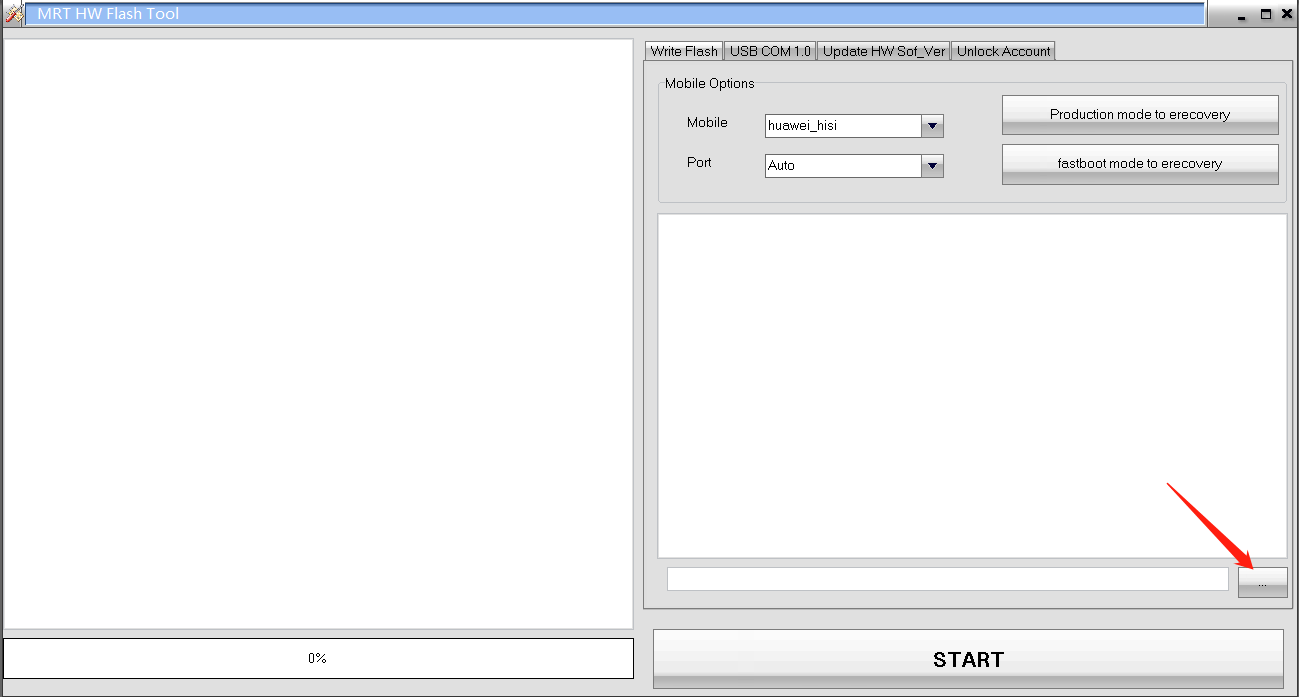 MRT HW Flash Tool
Write Flash USB COM 1.0 Update HW Sof_Ver Unlock Account
Mobile Options
Mobile huawei_hisi
Production mode to erecovery
Port Auto
fastboot mode to erecovery
...
0%
START